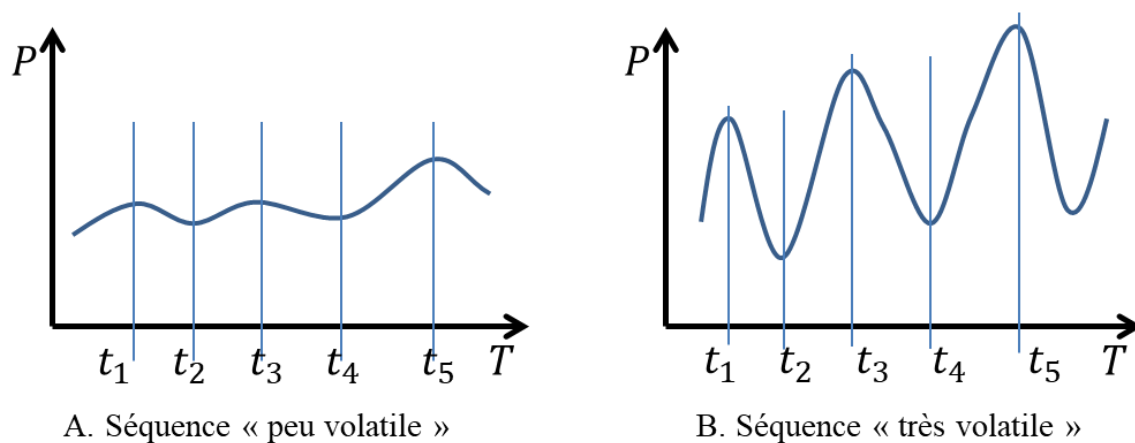 P
t₁ t₂ t₃ t₄ t₅ T
A. Séquence « peu volatile »
P
t₁ t₂ t₃ t₄ t₅ T
B. Séquence « très volatile »